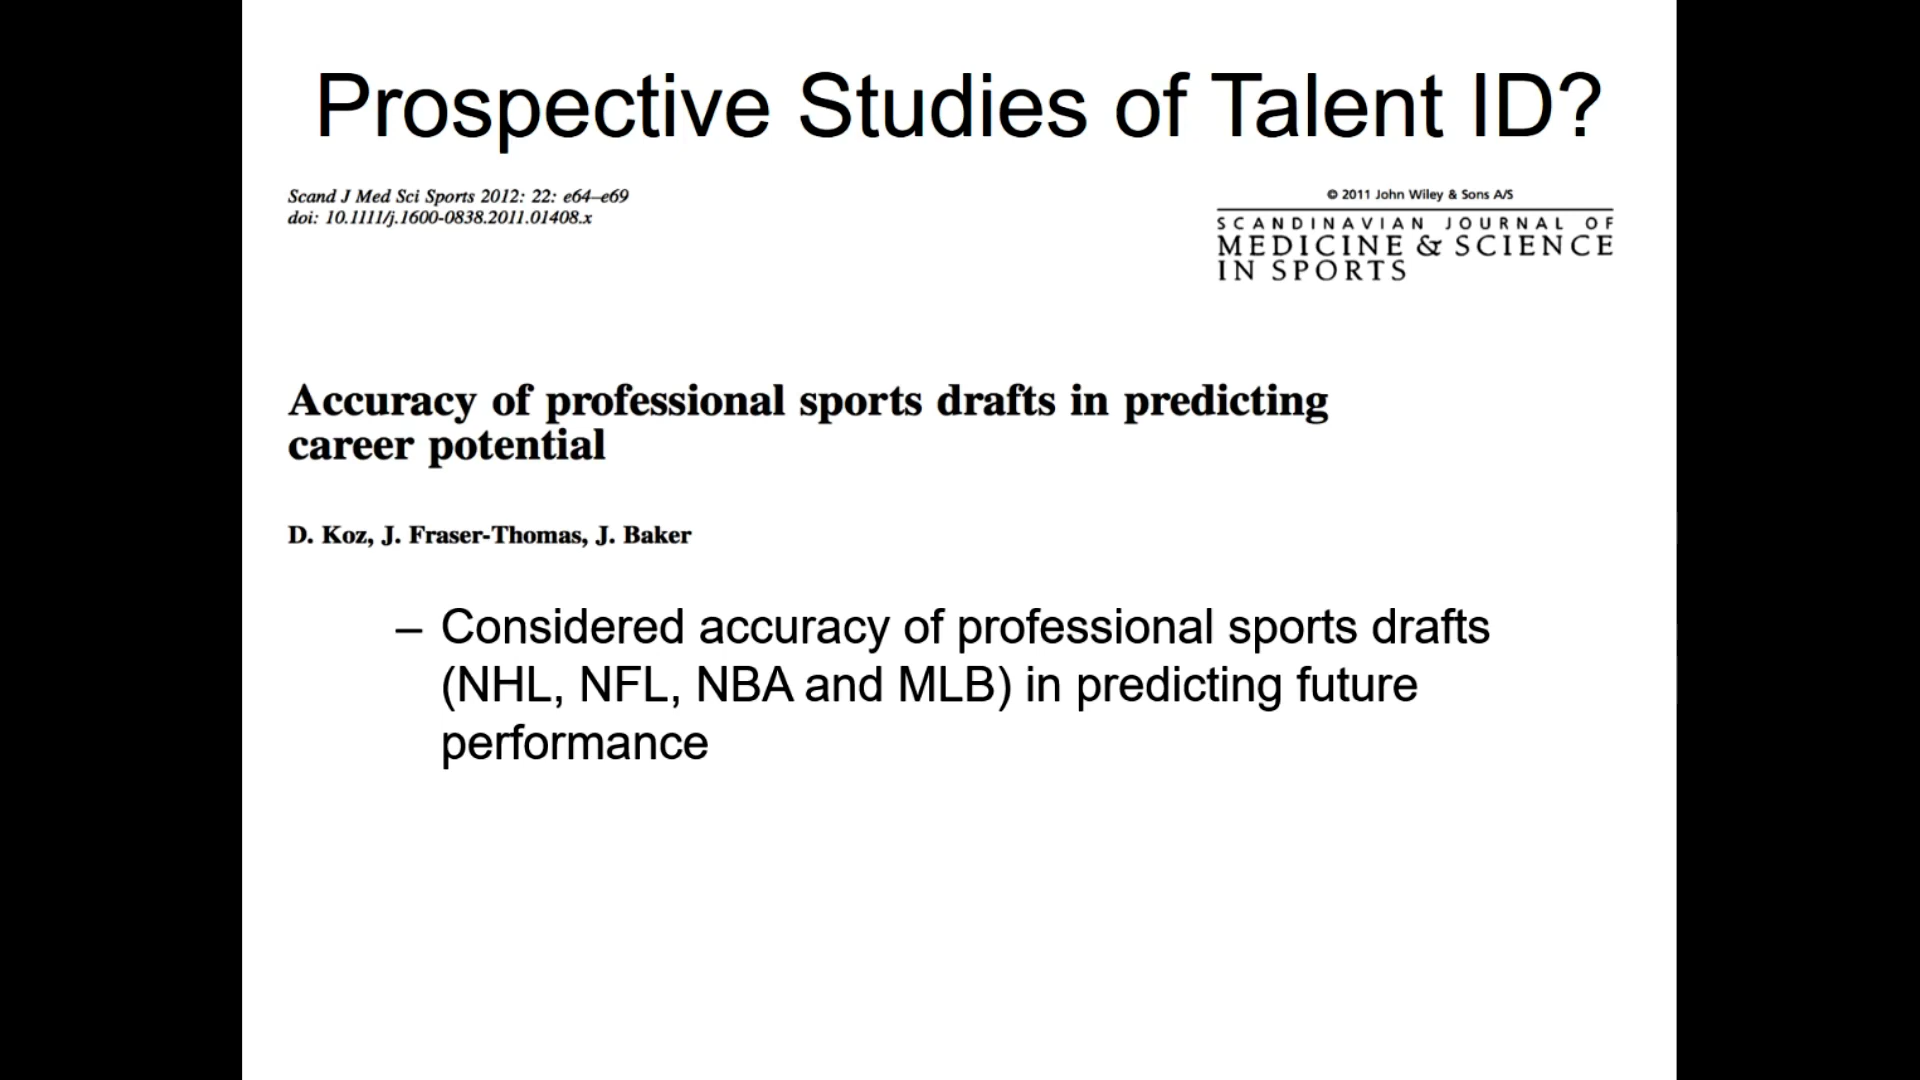 Prospective Studies of Talent ID?
Scand J Med Sci Sports 2012: 22: e64–e69
doi: 10.1111/j.1600-0838.2011.01408.x
© 2011 John Wiley & Sons A/S
SCANDINAVIAN JOURNAL OF
MEDICINE & SCIENCE
IN SPORTS
Accuracy of professional sports drafts in predicting
career potential
D. Koz, J. Fraser-Thomas, J. Baker
– Considered accuracy of professional sports drafts
(NHL, NFL, NBA and MLB) in predicting future
performance